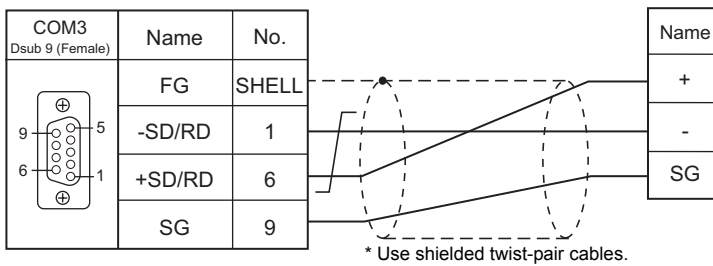 COM3
Dsub 9 (Female)
Name
No.
Name
FG
SHELL
+
-SD/RD
1
-
+SD/RD
6
SG
SG
9
9
5
6
1
* Use shielded twist-pair cables.